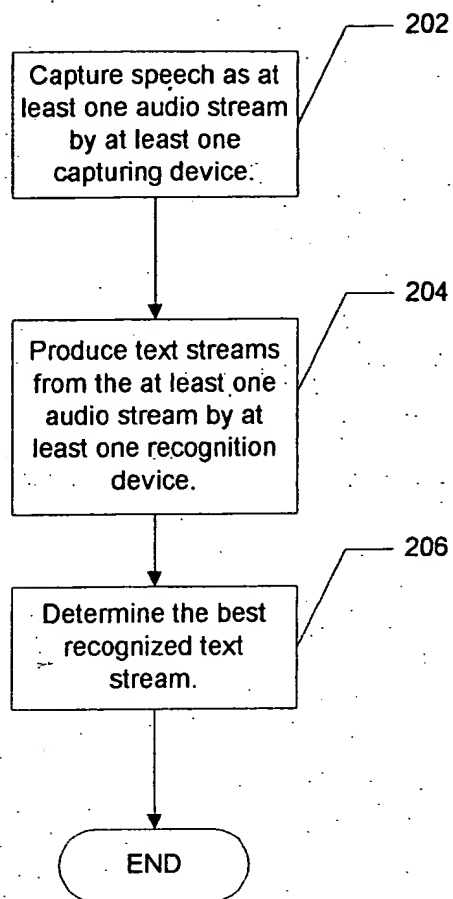 202
Capture speech as at
least one audio stream
by at least one
capturing device.
204
Produce text streams
from the at least one
audio stream by at
least one recognition
device.
206
Determine the best
recognized text
stream.
END